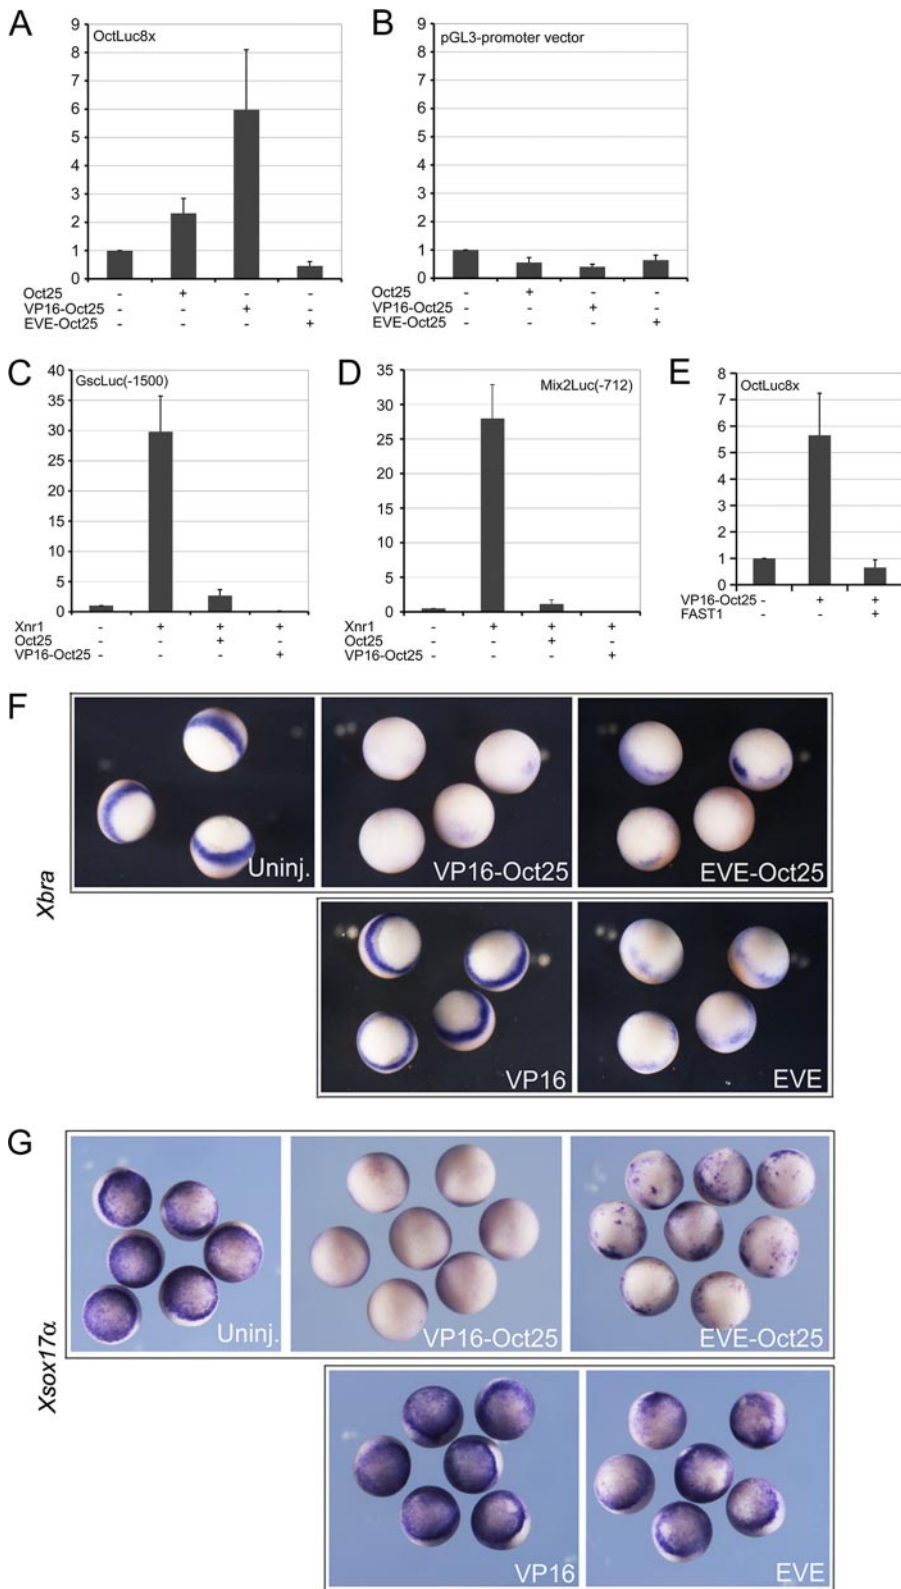 A
OctLuc8x
9
8
7
6
5
4
3
2
1
0
Oct25 - + - -
VP16-Oct25 - - + -
EVE-Oct25 - - - +
B
pGL3-promoter vector
9
8
7
6
5
4
3
2
1
0
Oct25 - + - -
VP16-Oct25 - - + -
EVE-Oct25 - - - +
C
GscLuc(-1500)
40
35
30
25
20
15
10
5
0
Xnr1 - + + +
Oct25 - - + -
VP16-Oct25 - - - +
D
Mix2Luc(-712)
35
30
25
20
15
10
5
0
Xnr1 - + + +
Oct25 - - + -
VP16-Oct25 - - - +
E
OctLuc8x
8
7
6
5
4
3
2
1
0
VP16-Oct25 - + +
FAST1 - - +
F
Xbra
Uninj.
VP16-Oct25
EVE-Oct25
VP16
EVE
G
Xsox17α
Uninj.
VP16-Oct25
EVE-Oct25
VP16
EVE